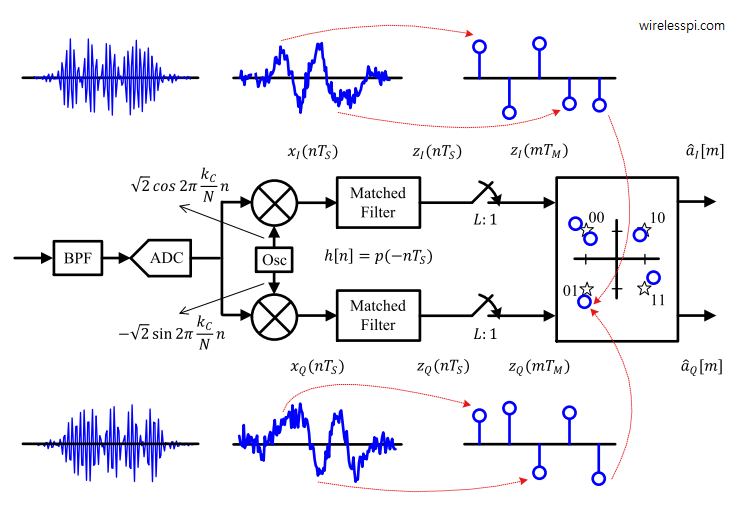 wirelesspi.com
x_I(nT_S)
z_I(nT_S)
z_I(mT_M)
â_I[m]
√2 cos 2π k_C/N n
Matched
Filter
L: 1
00
10
BPF
ADC
Osc
h[n] = p(−nT_S)
01
11
−√2 sin 2π k_C/N n
Matched
Filter
L: 1
x_Q(nT_S)
z_Q(nT_S)
z_Q(mT_M)
â_Q[m]